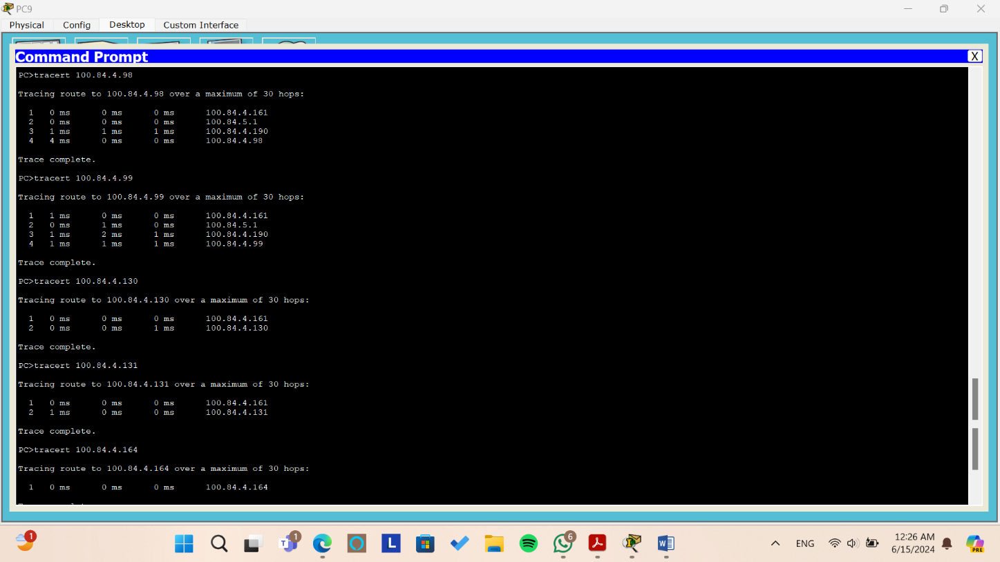 PC9
Physical Config Desktop Custom Interface
Command Prompt X
PC>tracert 100.84.4.98
Tracing route to 100.84.4.98 over a maximum of 30 hops:
1 0 ms 0 ms 0 ms 100.84.4.161
2 0 ms 0 ms 0 ms 100.84.5.1
3 1 ms 1 ms 1 ms 100.84.4.190
4 4 ms 0 ms 0 ms 100.84.4.98
Trace complete.
PC>tracert 100.84.4.99
Tracing route to 100.84.4.99 over a maximum of 30 hops:
1 1 ms 0 ms 0 ms 100.84.4.161
2 0 ms 1 ms 0 ms 100.84.5.1
3 1 ms 2 ms 1 ms 100.84.4.190
4 1 ms 1 ms 1 ms 100.84.4.99
Trace complete.
PC>tracert 100.84.4.130
Tracing route to 100.84.4.130 over a maximum of 30 hops:
1 0 ms 0 ms 0 ms 100.84.4.161
2 0 ms 0 ms 1 ms 100.84.4.130
Trace complete.
PC>tracert 100.84.4.131
Tracing route to 100.84.4.131 over a maximum of 30 hops:
1 0 ms 0 ms 0 ms 100.84.4.161
2 1 ms 0 ms 0 ms 100.84.4.131
Trace complete.
PC>tracert 100.84.4.164
Tracing route to 100.84.4.164 over a maximum of 30 hops:
1 0 ms 0 ms 0 ms 100.84.4.164
1 T 1 L 6 W ENG 12:26 AM PRE
6/15/2024